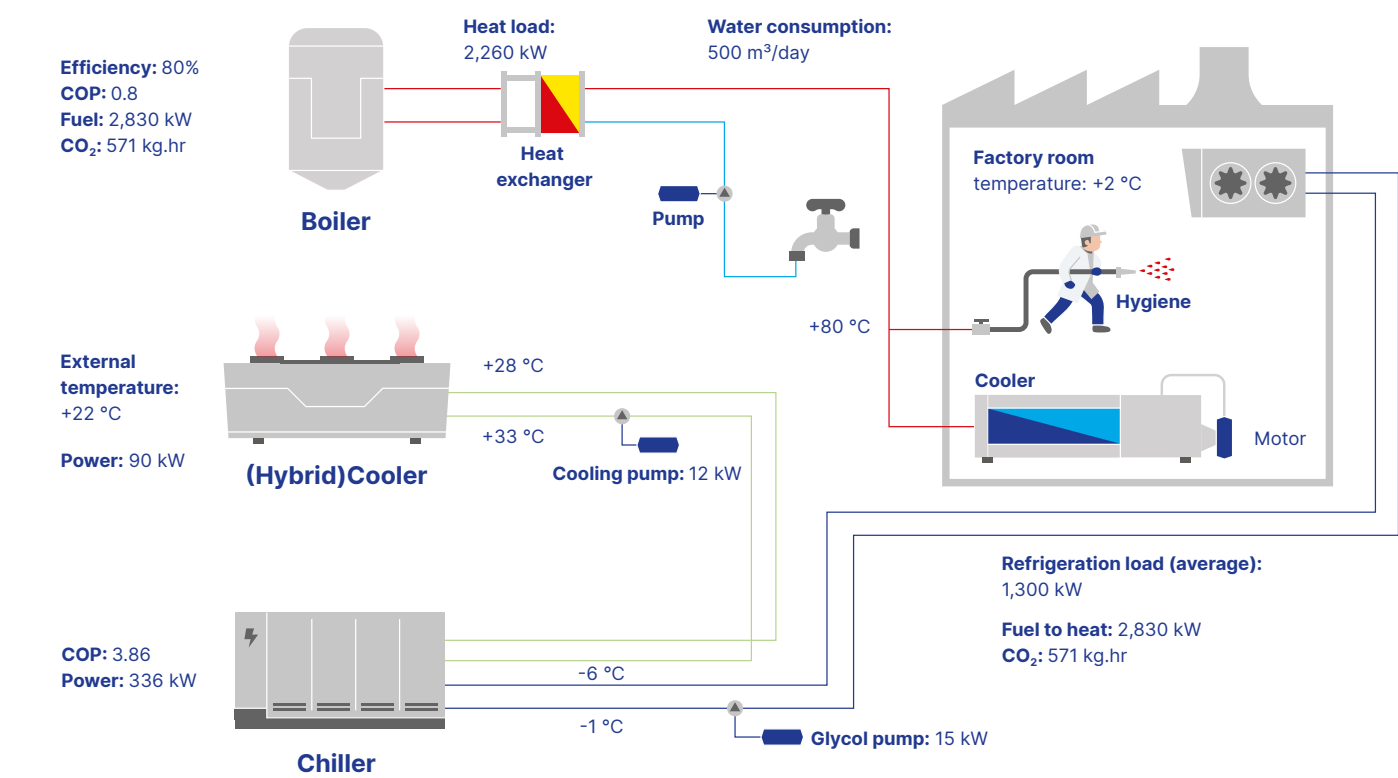 Heat load:
2,260 kW
Water consumption:
500 m³/day
Efficiency: 80%
COP: 0.8
Fuel: 2,830 kW
CO₂: 571 kg.hr
Boiler
Heat
exchanger
Pump
Factory room
temperature: +2 °C
Hygiene
+80 °C
Cooler
Motor
External
temperature:
+22 °C
Power: 90 kW
(Hybrid)Cooler
+28 °C
+33 °C
Cooling pump: 12 kW
Refrigeration load (average):
1,300 kW
Fuel to heat: 2,830 kW
CO₂: 571 kg.hr
COP: 3.86
Power: 336 kW
Chiller
-6 °C
-1 °C
Glycol pump: 15 kW